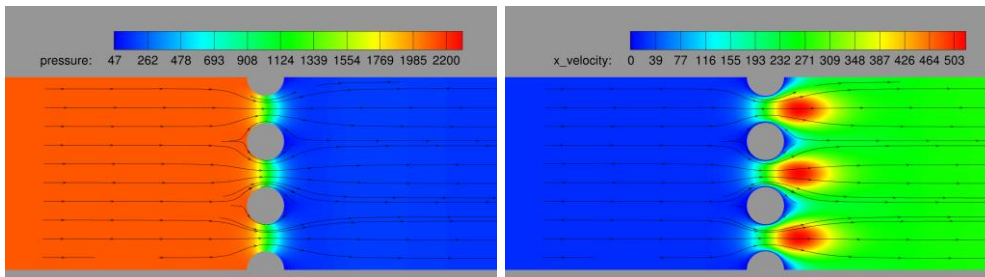 pressure: 47 262 478 693 908 1124 1339 1554 1769 1985 2200
x_velocity: 0 39 77 116 155 193 232 271 309 348 387 426 464 503